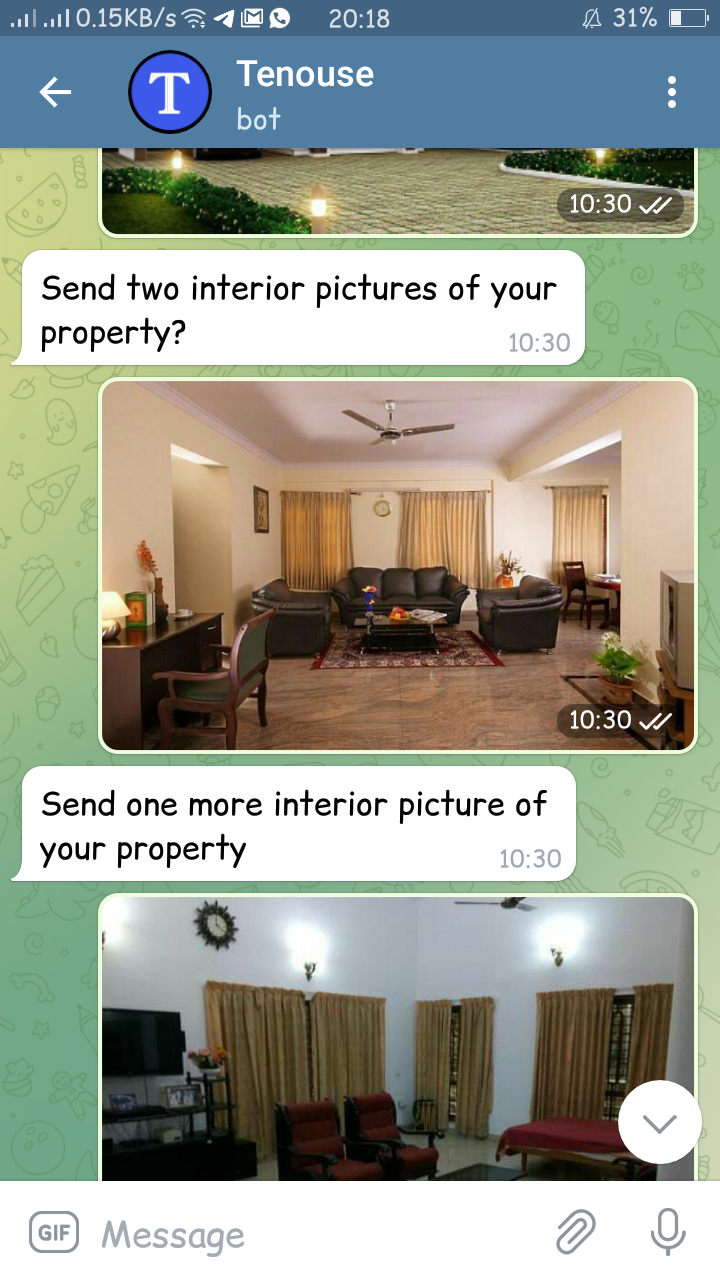 0.15KB/s 20:18 31%
T Tenouse
bot
10:30
Send two interior pictures of your
property?
10:30
10:30
Send one more interior picture of
your property
10:30
GIF Message